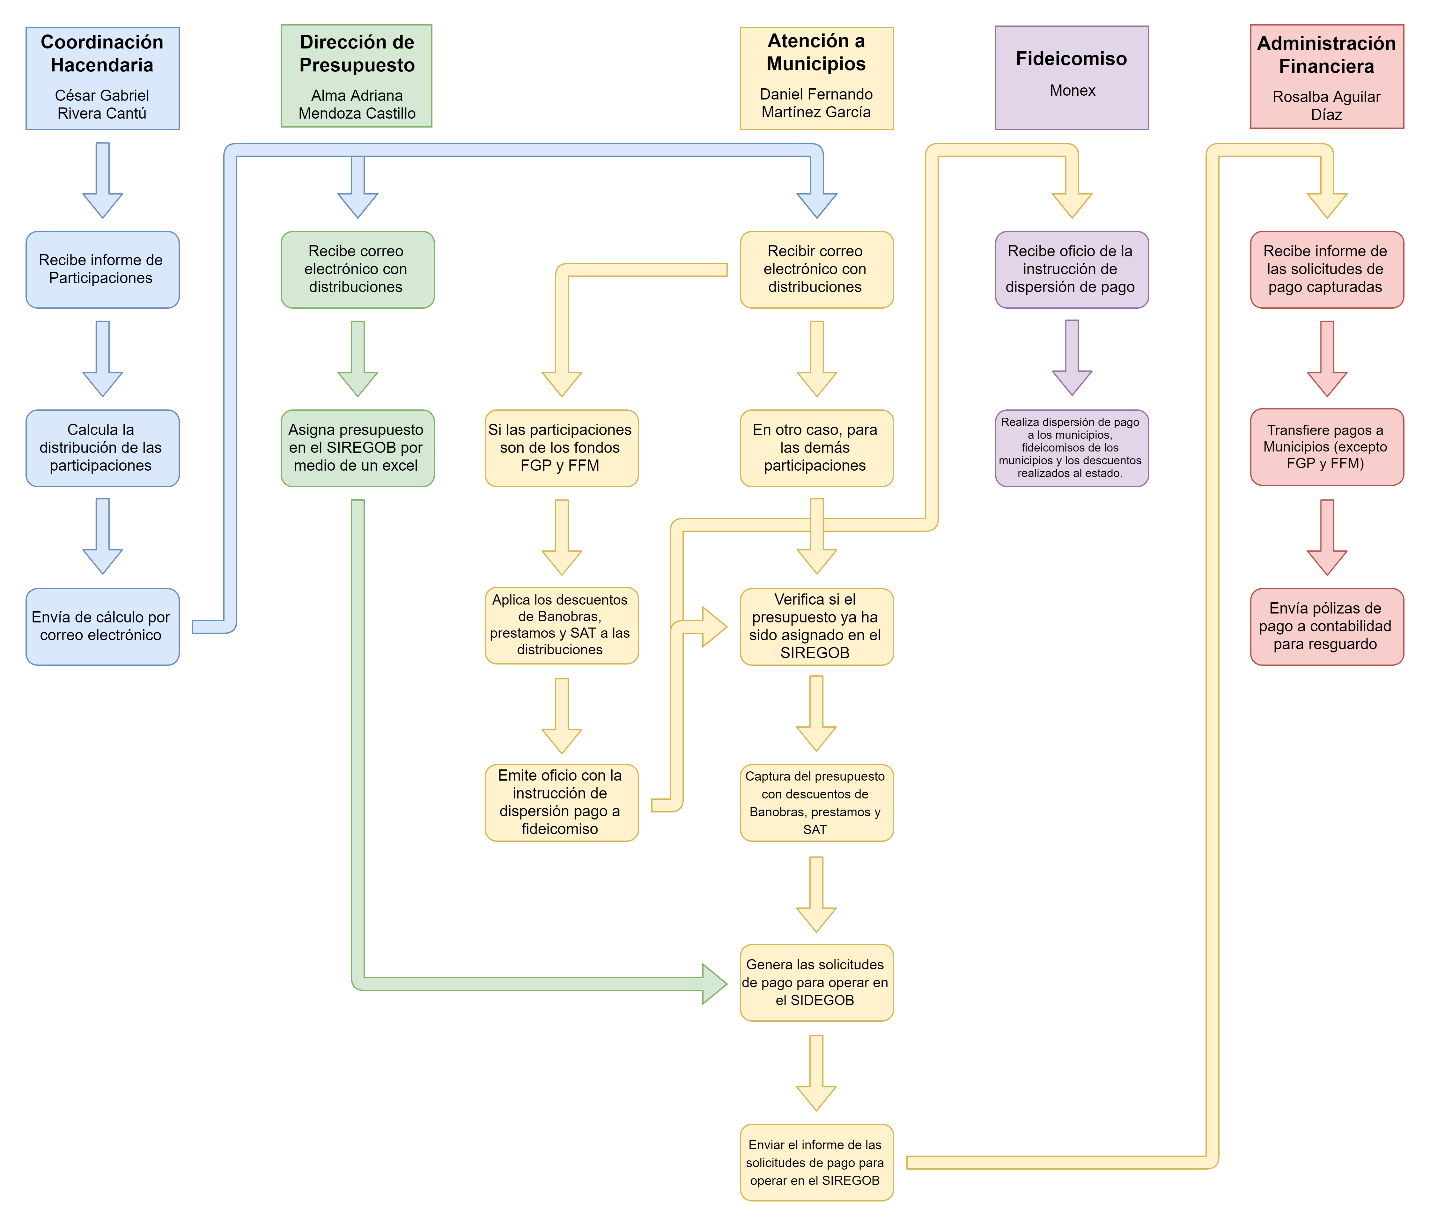 Coordinación
Hacendaria
César Gabriel
Rivera Cantú
Dirección de
Presupuesto
Alma Adriana
Mendoza Castillo
Atención a
Municipios
Daniel Fernando
Martínez García
Fideicomiso
Monex
Administración
Financiera
Rosalba Aguilar
Díaz
Recibe informe de
Participaciones
Recibe correo
electrónico con
distribuciones
Recibir correo
electrónico con
distribuciones
Recibe oficio de la
instrucción de
dispersión de pago
Recibe informe de
las solicitudes de
pago capturadas
Calcula la
distribución de las
participaciones
Asigna presupuesto
en el SIREGOB por
medio de un excel
Si las participaciones
son de los fondos
FGP y FFM
En otro caso, para
las demás
participaciones
Realiza dispersión de pago
a los municipios,
fideicomisos de los
municipios y los descuentos
realizados al estado.
Transfiere pagos a
Municipios (excepto
FGP y FFM)
Envía de cálculo por
correo electrónico
Aplica los descuentos
de Banobras,
prestamos y SAT a las
distribuciones
Verifica si el
presupuesto ya ha
sido asignado en el
SIREGOB
Envía pólizas de
pago a contabilidad
para resguardo
Emite oficio con la
instrucción de
dispersión pago a
fideicomiso
Captura del presupuesto
con descuentos de
Banobras, prestamos y
SAT
Genera las solicitudes
de pago para operar en
el SIDEGOB
Enviar el informe de las
solicitudes de pago para
operar en el SIREGOB